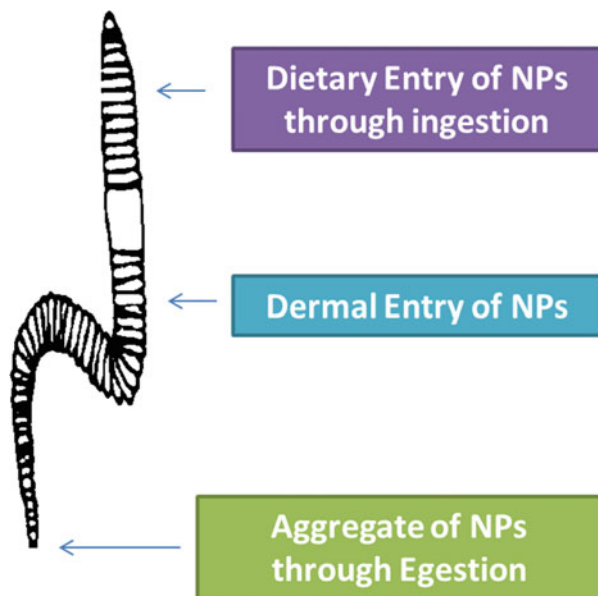 Dietary Entry of NPs
through ingestion
Dermal Entry of NPs
Aggregate of NPs
through Egestion